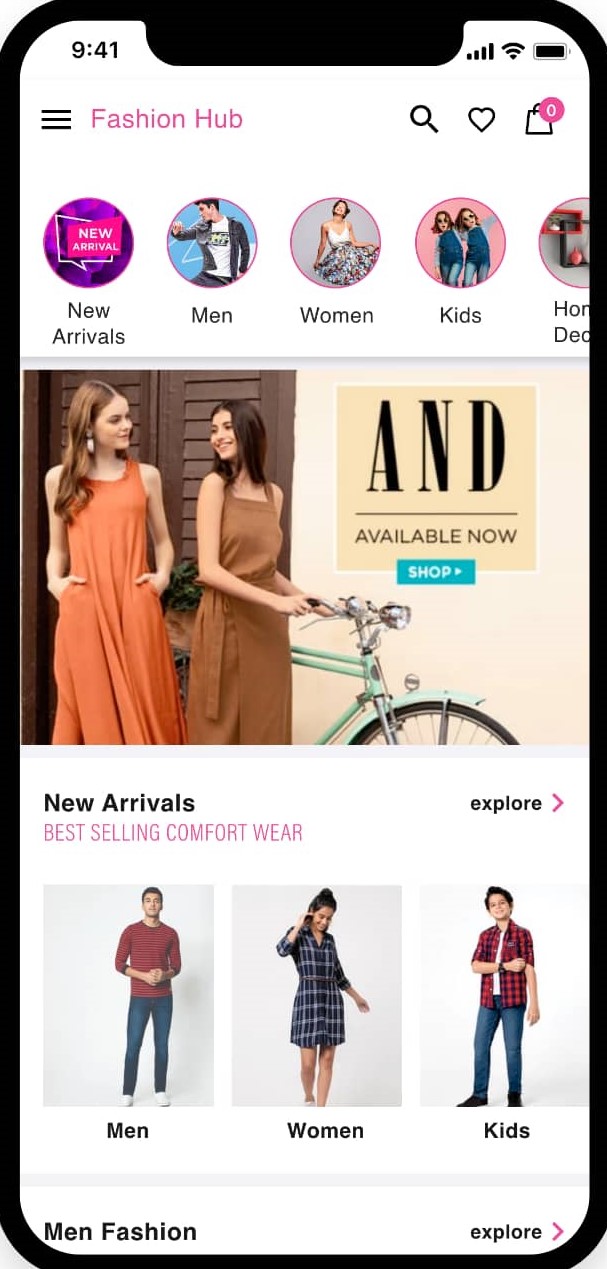 9:41
Fashion Hub
0
NEW
ARRIVAL
New
Arrivals
Men
Women
Kids
Hom
Dec
AND
AVAILABLE NOW
SHOP
New Arrivals
explore
BEST SELLING COMFORT WEAR
Men
Women
Kids
Men Fashion
explore